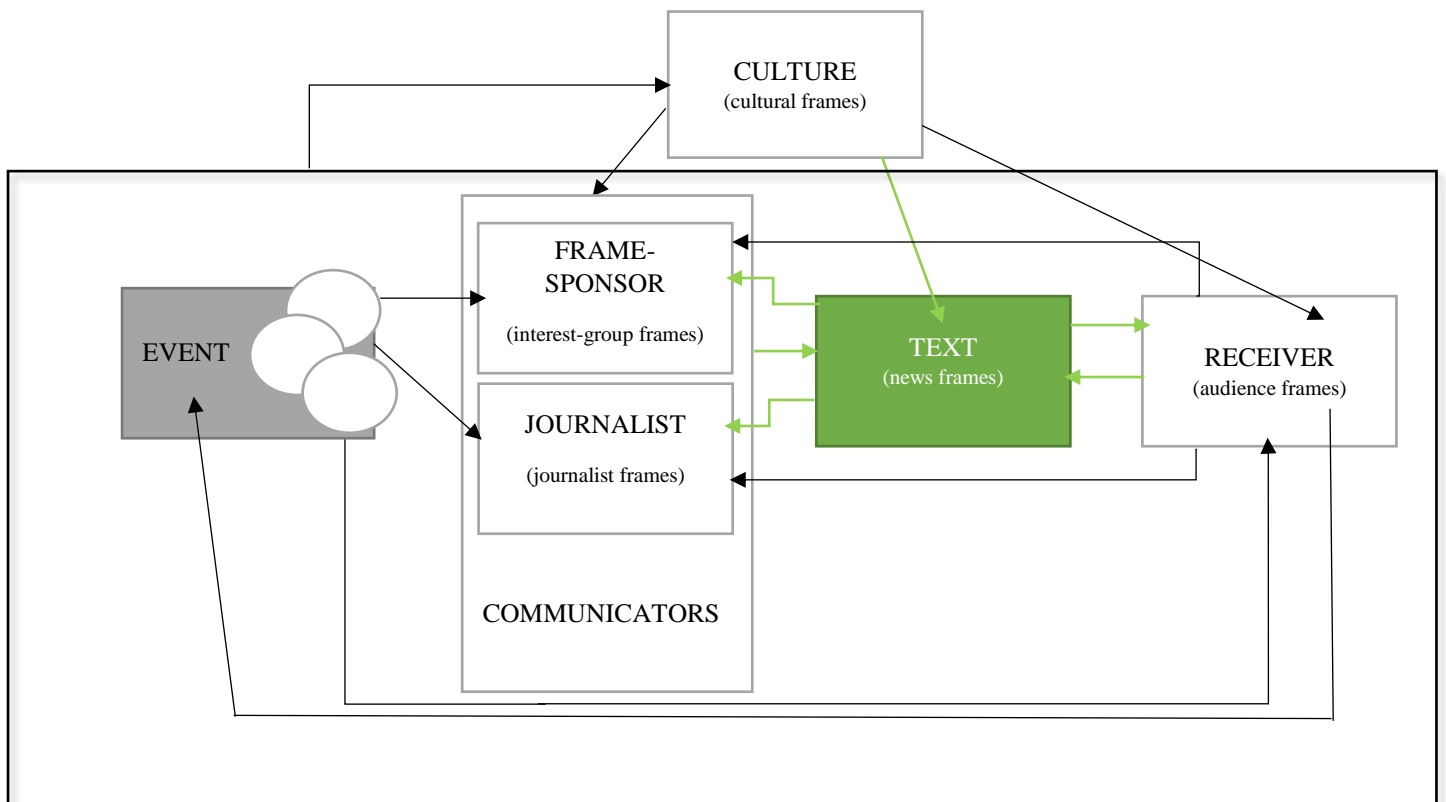 CULTURE
(cultural frames)
EVENT
FRAME-
SPONSOR
(interest-group frames)
JOURNALIST
(journalist frames)
COMMUNICATORS
TEXT
(news frames)
RECEIVER
(audience frames)